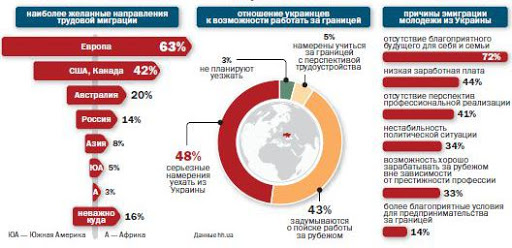 наиболее желанные направления
трудовой миграции
Европа
63%
США, Канада
42%
Австралия
20%
Россия
14%
Азия
8%
ЮА
5%
А
3%
неважно
куда
16%
ЮА — Южная Америка
А — Африка
отношение украинцев
к возможности работать за границей
5%
намерены учиться
за границей
с перспективой
трудоустройства
3%
не планируют
уезжать
48%
серьезные
намерения
уехать из
Украины
43%
задумываются
о поиске работы
за рубежом
Данные hh.ua
причины эмиграции
молодежи из Украины
отсутствие благоприятного
будущего для себя и семьи
72%
низкая заработная плата
44%
отсутствие перспектив
профессиональной реализации
41%
нестабильность
политической ситуации
34%
возможность хорошо
зарабатывать за рубежом
вне зависимости
от престижности профессии
33%
более благоприятные условия
для предпринимательства
за границей
14%